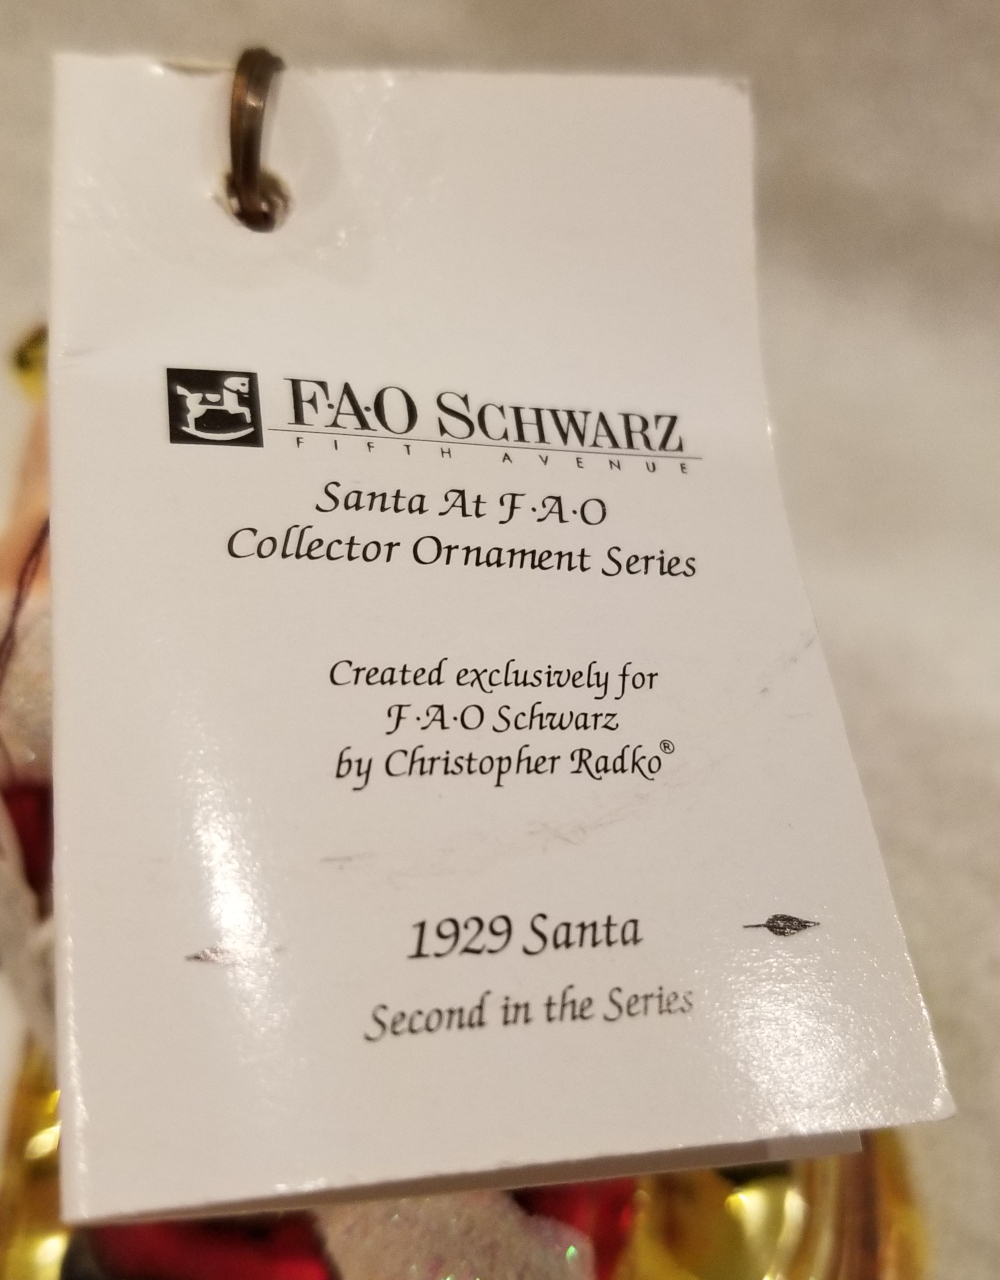 F·A·O SCHWARZ
FIFTH AVENUE
Santa At F·A·O
Collector Ornament Series
Created exclusively for
F·A·O Schwarz
by Christopher Radko®
1929 Santa
Second in the Series